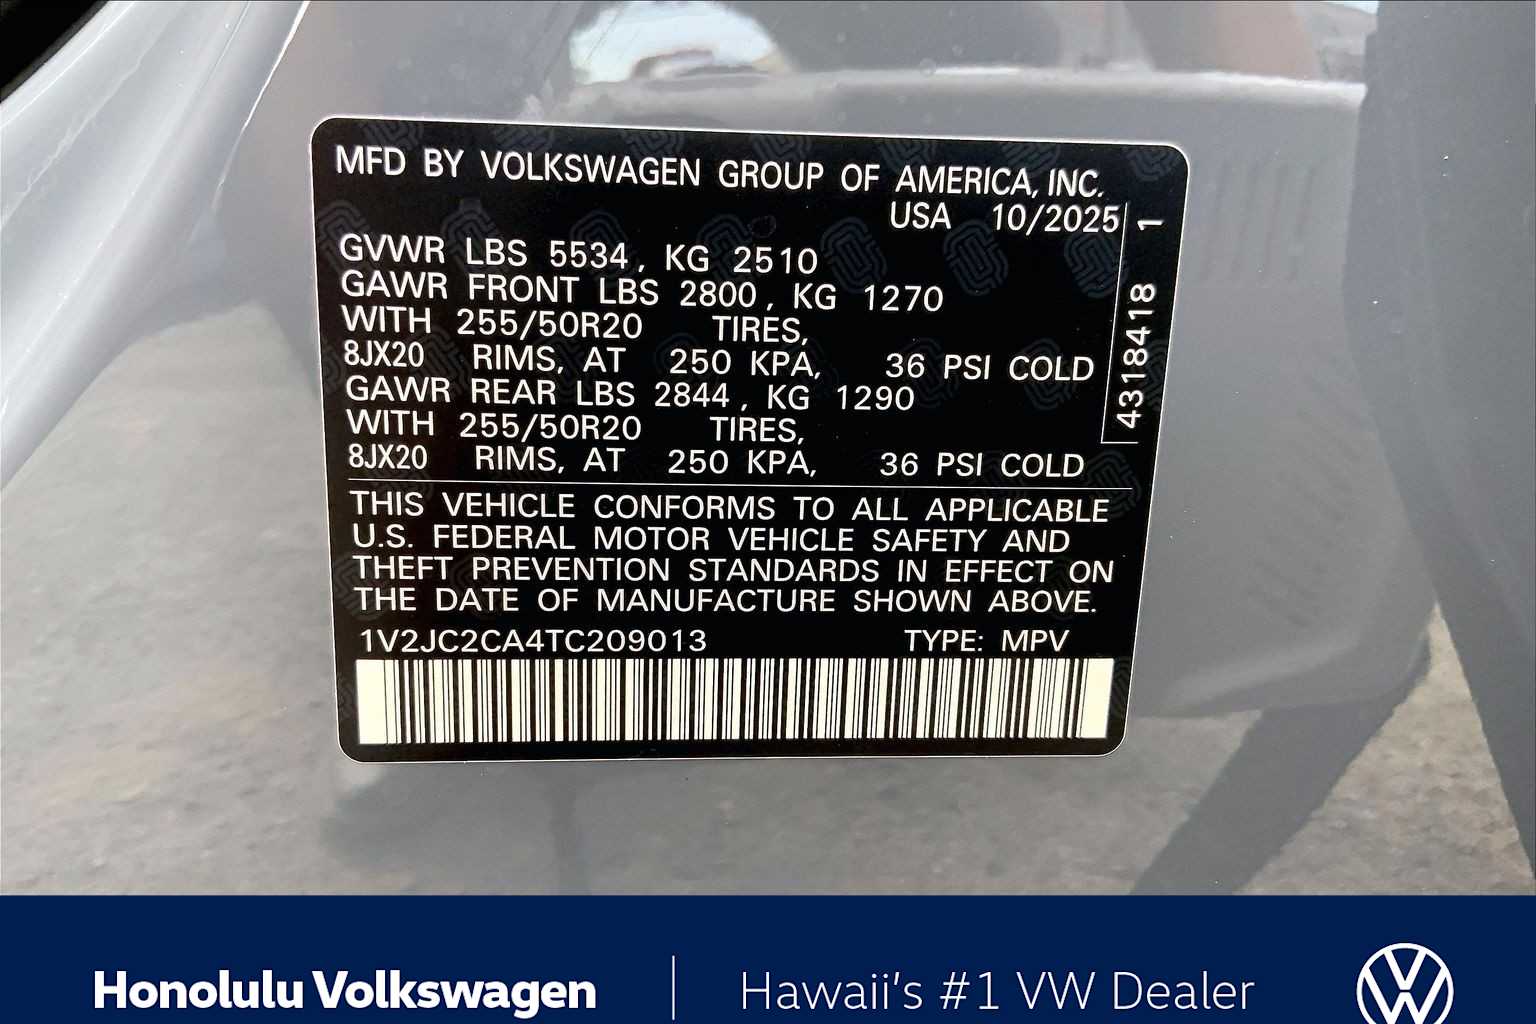 MFD BY VOLKSWAGEN GROUP OF AMERICA, INC.
USA 10/2025
GVWR LBS 5534, KG 2510
GAWR FRONT LBS 2800, KG 1270
WITH 255/50R20 TIRES,
8JX20 RIMS, AT 250 KPA, 36 PSI COLD
GAWR REAR LBS 2844, KG 1290
WITH 255/50R20 TIRES,
8JX20 RIMS, AT 250 KPA, 36 PSI COLD
4318418 1
THIS VEHICLE CONFORMS TO ALL APPLICABLE
U.S. FEDERAL MOTOR VEHICLE SAFETY AND
THEFT PREVENTION STANDARDS IN EFFECT ON
THE DATE OF MANUFACTURE SHOWN ABOVE.
1V2JC2CA4TC209013 TYPE: MPV
Honolulu Volkswagen | Hawaii's #1 VW Dealer